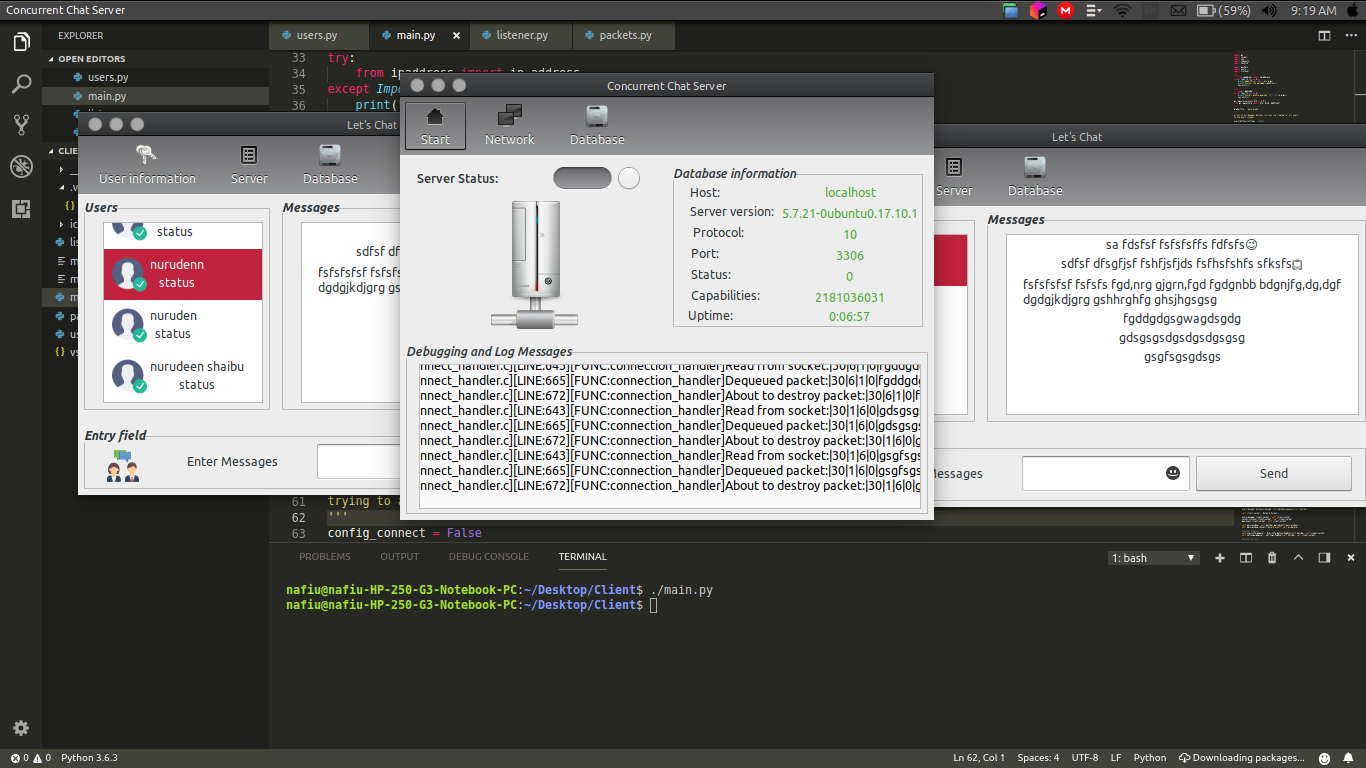 Concurrent Chat Server
(59%)
9:19 AM
EXPLORER
OPEN EDITORS
users.py
main.py
users.py
main.py
listener.py
packets.py
33 try:
34 from ipaddress import ip_address
35 except
36 print(
Concurrent Chat Server
Start
Network
Database
Server Status:
Database information
Host: localhost
Server version: 5.7.21-0ubuntu0.17.10.1
Protocol: 10
Port: 3306
Status: 0
Capabilities: 2181036031
Uptime: 0:06:57
Debugging and Log Messages
nnect_handler.c][LINE:643][FUNC:connection_handler]Read from socket:|30|6|1|0|fgddgd
nnect_handler.c][LINE:665][FUNC:connection_handler]Dequeued packet:|30|6|1|0|fgddgd
nnect_handler.c][LINE:672][FUNC:connection_handler]About to destroy packet:|30|6|1|0|f
nnect_handler.c][LINE:643][FUNC:connection_handler]Read from socket:|30|1|6|0|gdsgsg
nnect_handler.c][LINE:665][FUNC:connection_handler]Dequeued packet:|30|1|6|0|gdsgsg
nnect_handler.c][LINE:672][FUNC:connection_handler]About to destroy packet:|30|1|6|0|g
nnect_handler.c][LINE:643][FUNC:connection_handler]Read from socket:|30|1|6|0|gsgfsgs
nnect_handler.c][LINE:665][FUNC:connection_handler]Dequeued packet:|30|1|6|0|gsgfsgs
nnect_handler.c][LINE:672][FUNC:connection_handler]About to destroy packet:|30|1|6|0|g
Let's Chat
User information
Server
Database
Users
Messages
status
nurudenn
status
nuruden
status
nurudeen shaibu
status
sdfsf
fsfsfsfsf
dgdgjkdjgrg
Entry field
Enter Messages
Let's Chat
Server
Database
Messages
sa fdsfsf fsfsfsffs fdfsfs😉
sdfsf dfsgfjsf fshfjsfjds fsfhsfshfs sfksfs
fsfsfsfsf fsfsfs fgd,nrg gjgrn,fgd fgdgnbb bdgnjfg,dg,dgf
dgdgjkdjgrg gshhrghfg ghsjhgsgsg
fgddgdgsgwagdsgdg
gdsgsgsdgsdgsdgsgsg
gsgfsgsdgsgs
Messages
Send
61 trying to
62 '''
63 config_connect = False
PROBLEMS
OUTPUT
DEBUG CONSOLE
TERMINAL
1: bash
nafiu@nafiu-HP-250-G3-Notebook-PC:~/Desktop/Client$ ./main.py
nafiu@nafiu-HP-250-G3-Notebook-PC:~/Desktop/Client$
0 0 Python 3.6.3
Ln 62, Col 1
Spaces: 4
UTF-8
LF
Python
Downloading packages...